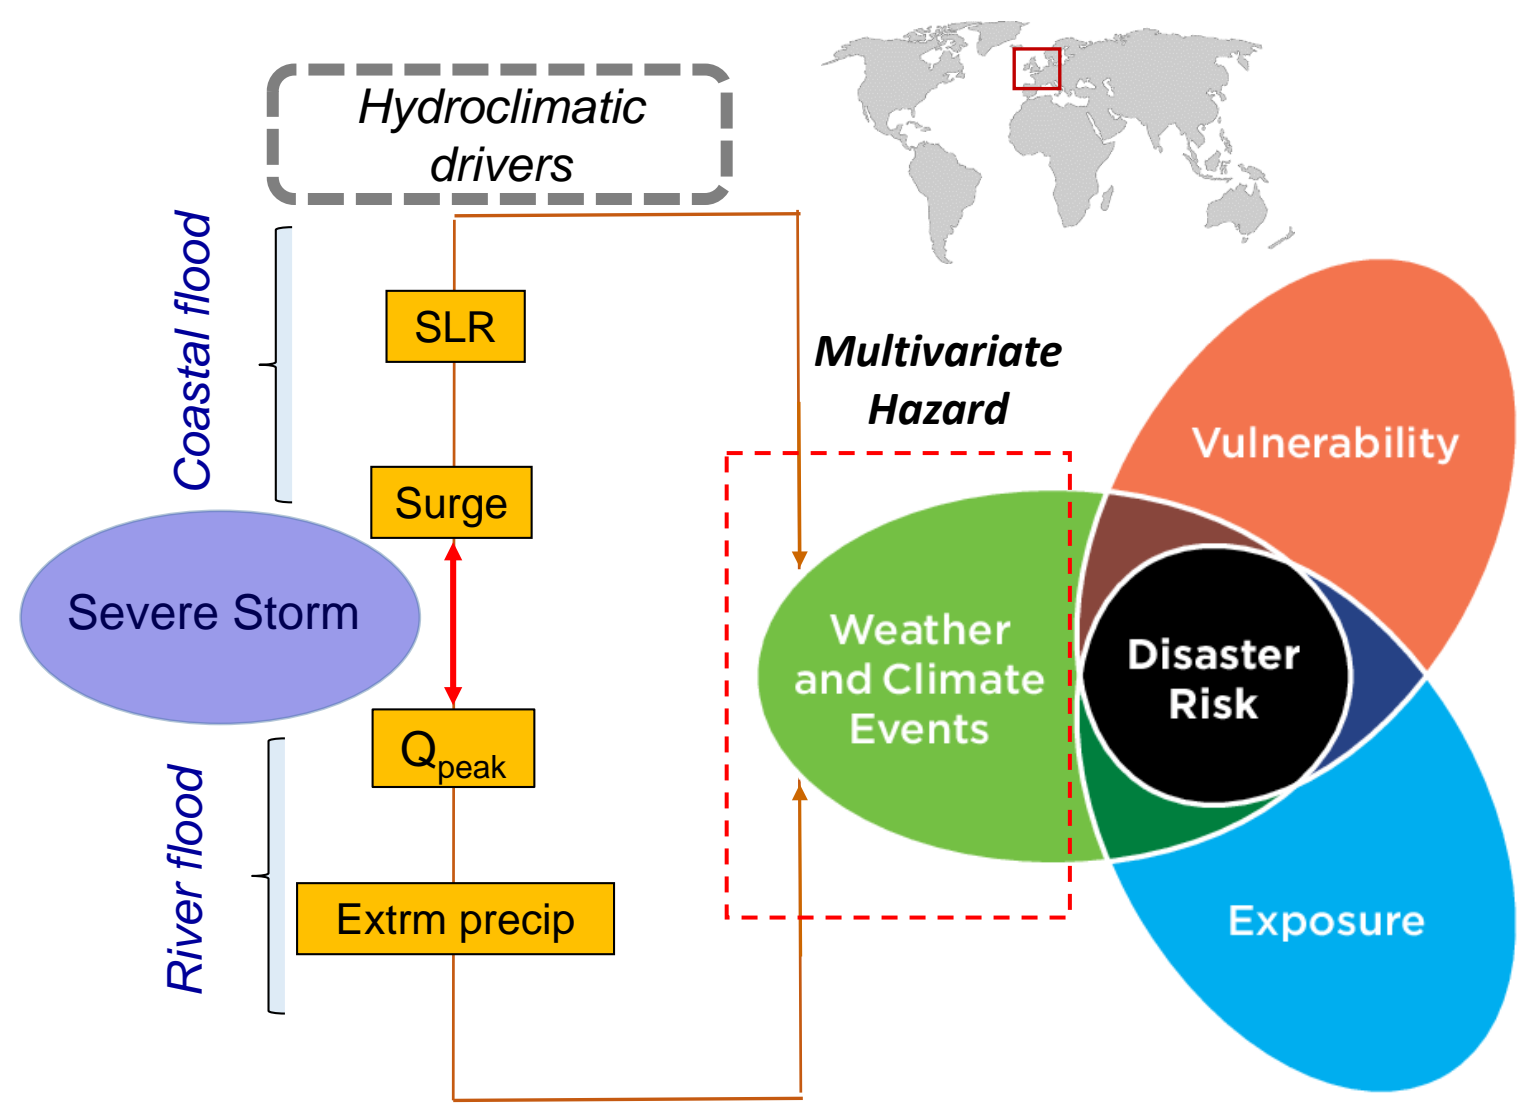 Hydroclimatic
drivers
Coastal flood
SLR
Multivariate
Hazard
Surge
Vulnerability
Severe Storm
Weather
and Climate
Events
Disaster
Risk
Qpeak
River flood
Extrm precip
Exposure